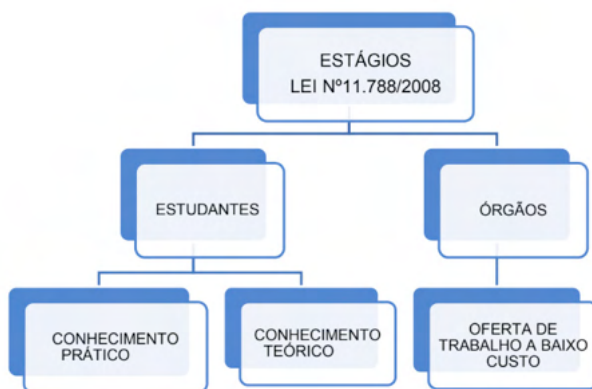 ESTÁGIOS
LEI Nº11.788/2008
ESTUDANTES
ÓRGÃOS
CONHECIMENTO
PRÁTICO
CONHECIMENTO
TEÓRICO
OFERTA DE
TRABALHO A BAIXO
CUSTO